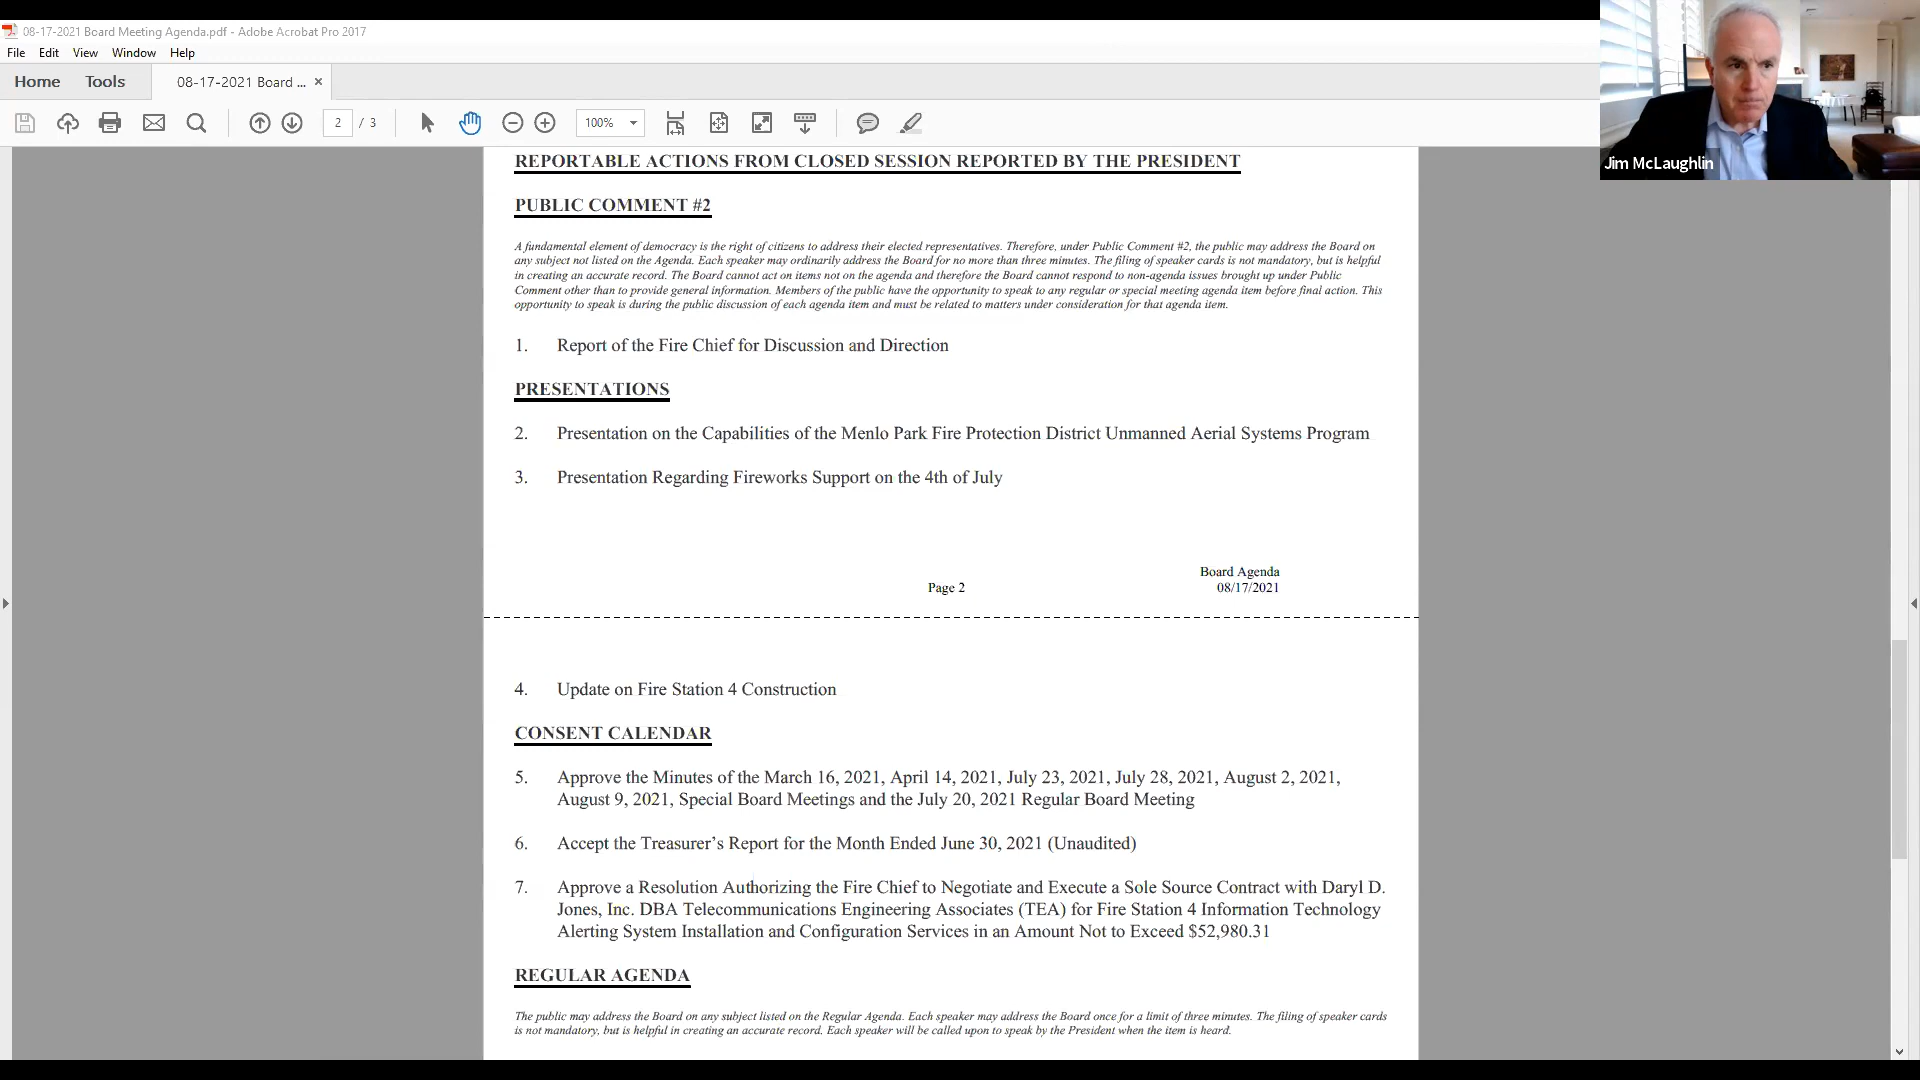 08-17-2021 Board Meeting Agenda.pdf - Adobe Acrobat Pro 2017
File Edit View Window Help
Home Tools 08-17-2021 Board ... ×
2 / 3 100%
Jim McLaughlin
REPORTABLE ACTIONS FROM CLOSED SESSION REPORTED BY THE PRESIDENT
PUBLIC COMMENT #2
A fundamental element of democracy is the right of citizens to address their elected representatives. Therefore, under Public Comment #2, the public may address the Board on
any subject not listed on the Agenda. Each speaker may ordinarily address the Board for no more than three minutes. The filing of speaker cards is not mandatory, but is helpful
in creating an accurate record. The Board cannot act on items not on the agenda and therefore the Board cannot respond to non-agenda issues brought up under Public
Comment other than to provide general information. Members of the public have the opportunity to speak to any regular or special meeting agenda item before final action. This
opportunity to speak is during the public discussion of each agenda item and must be related to matters under consideration for that agenda item.
1. Report of the Fire Chief for Discussion and Direction
PRESENTATIONS
2. Presentation on the Capabilities of the Menlo Park Fire Protection District Unmanned Aerial Systems Program
3. Presentation Regarding Fireworks Support on the 4th of July
Board Agenda
Page 2 08/17/2021
4. Update on Fire Station 4 Construction
CONSENT CALENDAR
5. Approve the Minutes of the March 16, 2021, April 14, 2021, July 23, 2021, July 28, 2021, August 2, 2021,
August 9, 2021, Special Board Meetings and the July 20, 2021 Regular Board Meeting
6. Accept the Treasurer’s Report for the Month Ended June 30, 2021 (Unaudited)
7. Approve a Resolution Authorizing the Fire Chief to Negotiate and Execute a Sole Source Contract with Daryl D.
Jones, Inc. DBA Telecommunications Engineering Associates (TEA) for Fire Station 4 Information Technology
Alerting System Installation and Configuration Services in an Amount Not to Exceed $52,980.31
REGULAR AGENDA
The public may address the Board on any subject listed on the Regular Agenda. Each speaker may address the Board once for a limit of three minutes. The filing of speaker cards
is not mandatory, but is helpful in creating an accurate record. Each speaker will be called upon to speak by the President when the item is heard.